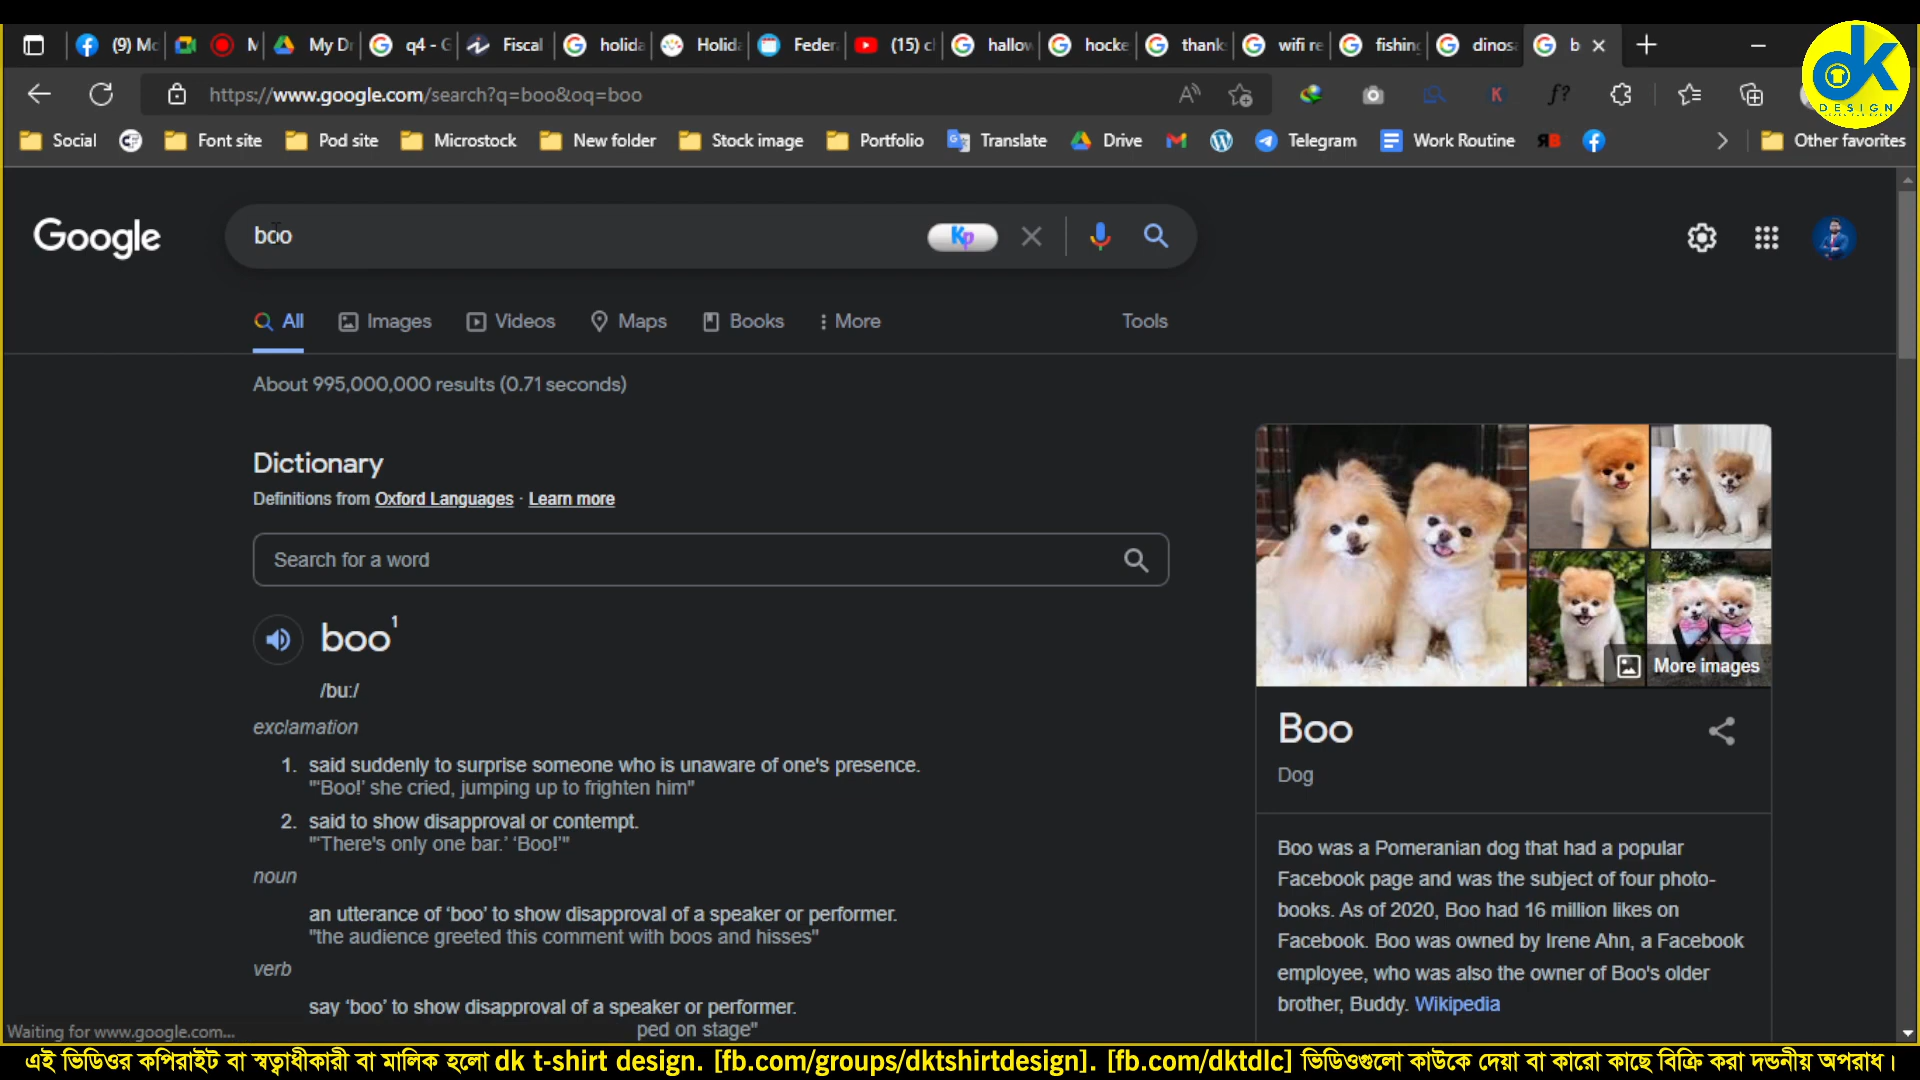 (9) Mc M My Dr q4 - G Fiscal holida Holida Feder (15) cl hallow hocke thank wifi re fishing dinosa b
https://www.google.com/search?q=boo&oq=boo
Social Font site Pod site Microstock New folder Stock image Portfolio Translate Drive Telegram Work Routine Other favorites
dk
DESIGN
Google
boo
Kp
All Images Videos Maps Books More Tools
About 995,000,000 results (0.71 seconds)
Dictionary
Definitions from Oxford Languages · Learn more
Search for a word
boo¹
/buː/
exclamation
1. said suddenly to surprise someone who is unaware of one's presence.
"‘Boo!’ she cried, jumping up to frighten him"
2. said to show disapproval or contempt.
"‘There's only one bar.’ ‘Boo!’"
noun
an utterance of ‘boo’ to show disapproval of a speaker or performer.
"the audience greeted this comment with boos and hisses"
verb
say ‘boo’ to show disapproval of a speaker or performer.
ped on stage"
More images
Boo
Dog
Boo was a Pomeranian dog that had a popular
Facebook page and was the subject of four photo-
books. As of 2020, Boo had 16 million likes on
Facebook. Boo was owned by Irene Ahn, a Facebook
employee, who was also the owner of Boo's older
brother, Buddy. Wikipedia
Waiting for www.google.com...
এই ভিডিওর কপিরাইট বা স্বত্বাধীকারী বা মালিক হলো dk t-shirt design. [fb.com/groups/dktshirtdesign]. [fb.com/dktdlc] ভিডিওগুলো কাউকে দেয়া বা কারো কাছে বিক্রি করা দন্ডনীয় অপরাধ।